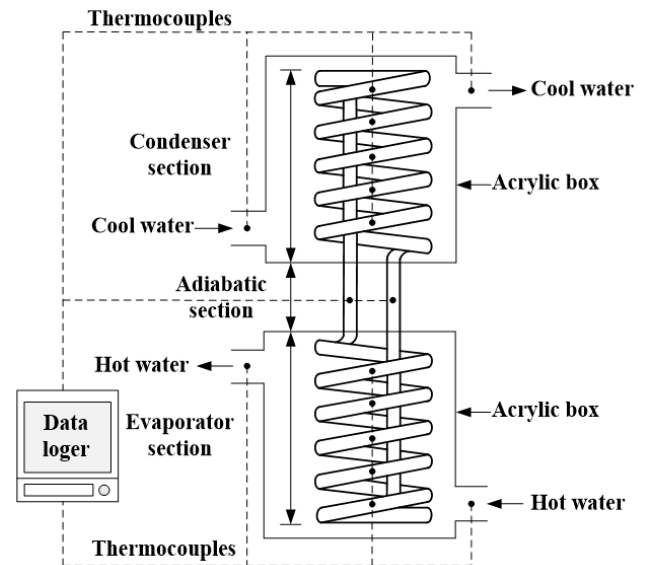 Thermocouples
Cool water
Condenser
section
Acrylic box
Cool water
Adiabatic
section
Hot water
Data
loger
Evaporator
section
Acrylic box
Hot water
Thermocouples